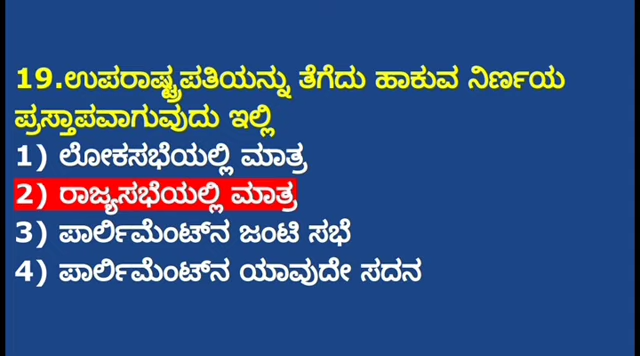 19.ಉಪರಾಷ್ಟ್ರಪತಿಯನ್ನು ತೆಗೆದು ಹಾಕುವ ನಿರ್ಣಯ
ಪ್ರಸ್ತಾಪವಾಗುವುದು ಇಲ್ಲಿ
1) ಲೋಕಸಭೆಯಲ್ಲಿ ಮಾತ್ರ
2) ರಾಜ್ಯಸಭೆಯಲ್ಲಿ ಮಾತ್ರ
3) ಪಾರ್ಲಿಮೆಂಟ್‌ನ ಜಂಟಿ ಸಭೆ
4) ಪಾರ್ಲಿಮೆಂಟ್‌ನ ಯಾವುದೇ ಸದನ